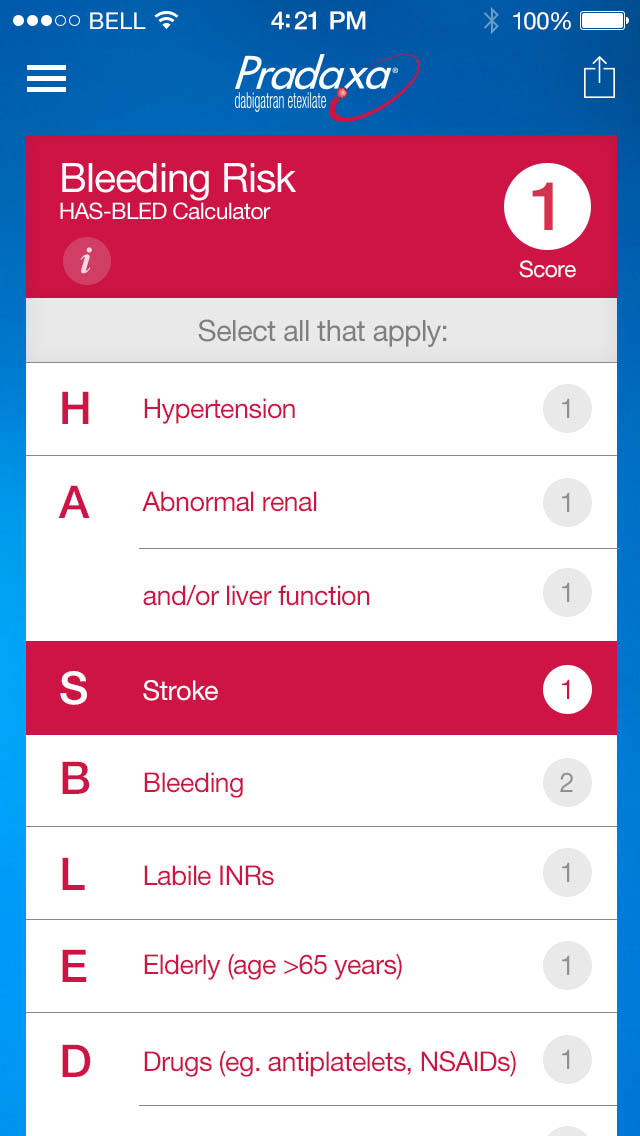 BELL 4:21 PM 100%
Pradaxa®
dabigatran etexilate
Bleeding Risk
HAS-BLED Calculator
i
1
Score
Select all that apply:
H Hypertension 1
A Abnormal renal 1
and/or liver function 1
S Stroke 1
B Bleeding 2
L Labile INRs 1
E Elderly (age >65 years) 1
D Drugs (eg. antiplatelets, NSAIDs) 1